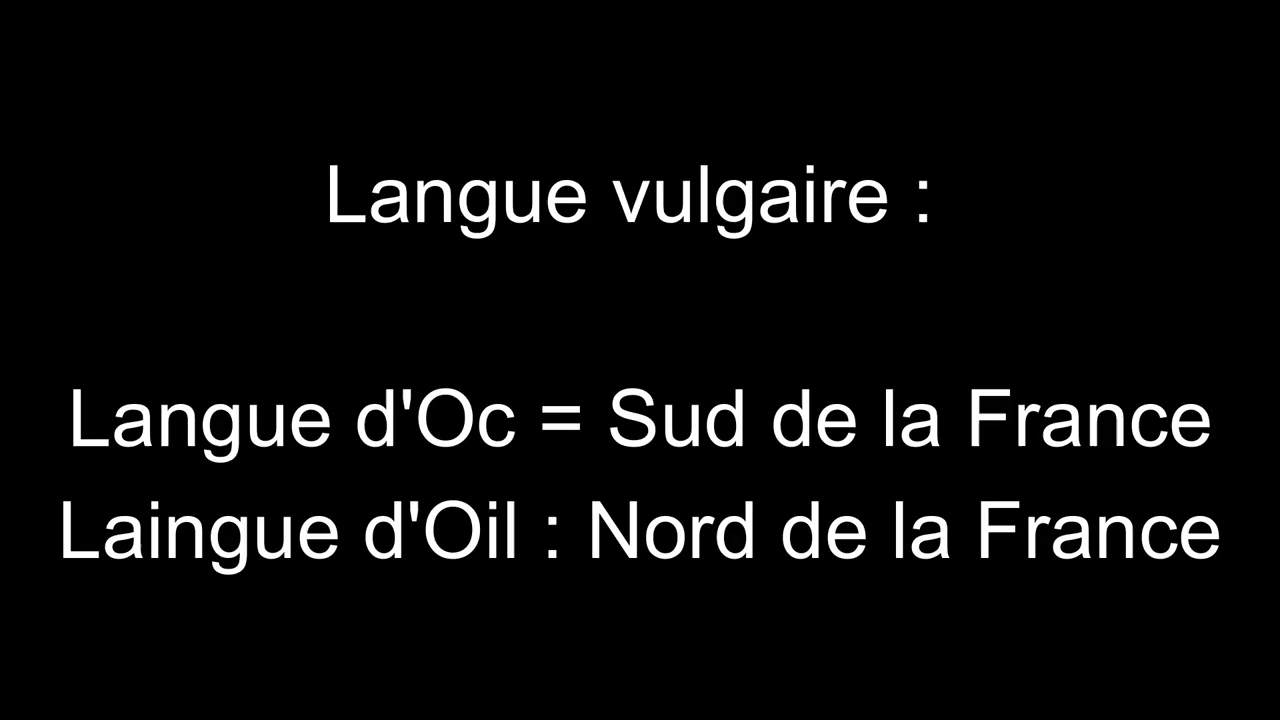 Langue vulgaire :
Langue d'Oc = Sud de la France
Laingue d'Oil : Nord de la France